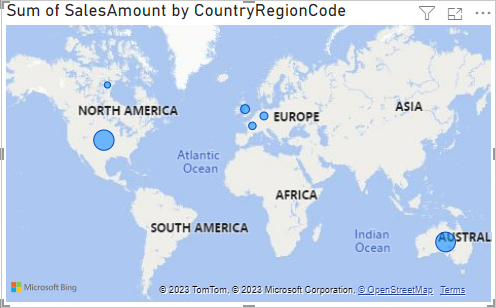 Sum of SalesAmount by CountryRegionCode
NORTH AMERICA
EUROPE
ASIA
Atlantic
Ocean
AFRICA
SOUTH AMERICA
Indian
Ocean
AUSTRAL
Microsoft Bing
© 2023 TomTom, © 2023 Microsoft Corporation, © OpenStreetMap Terms